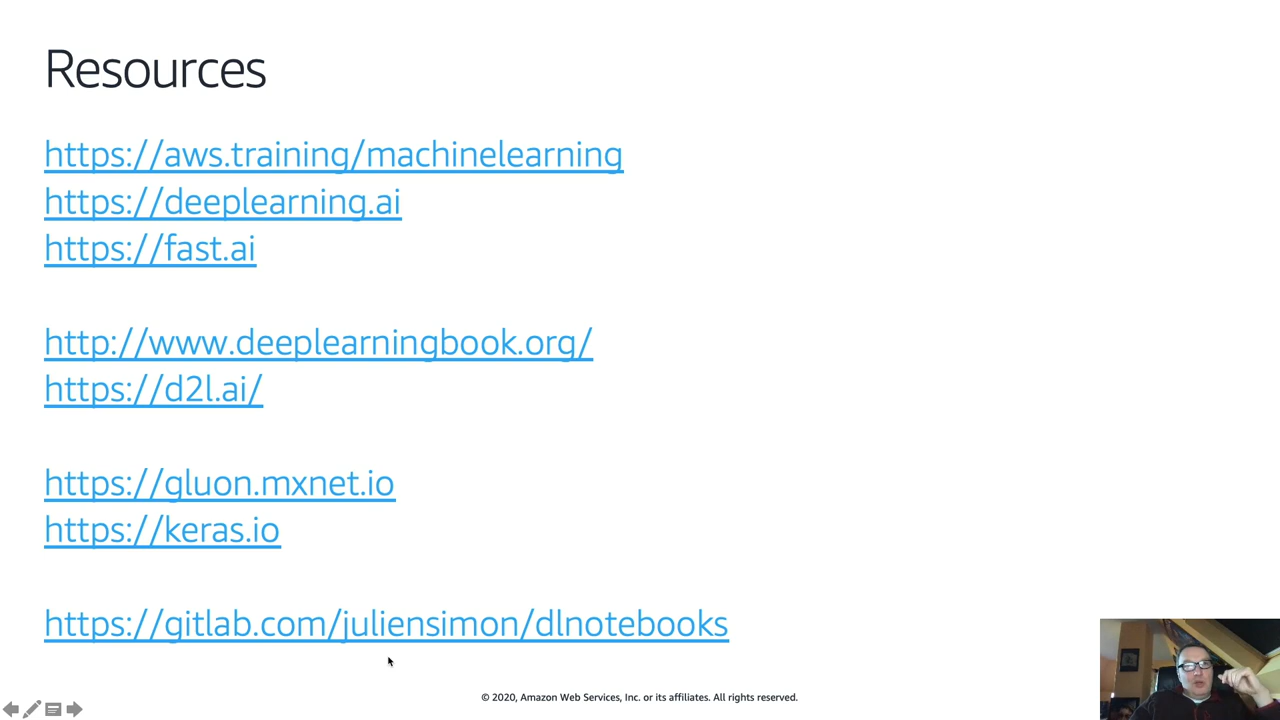 Resources
https://aws.training/machinelearning
https://deeplearning.ai
https://fast.ai
http://www.deeplearningbook.org/
https://d2l.ai/
https://gluon.mxnet.io
https://keras.io
https://gitlab.com/juliensimon/dlnotebooks
© 2020, Amazon Web Services, Inc. or its affiliates. All rights reserved.